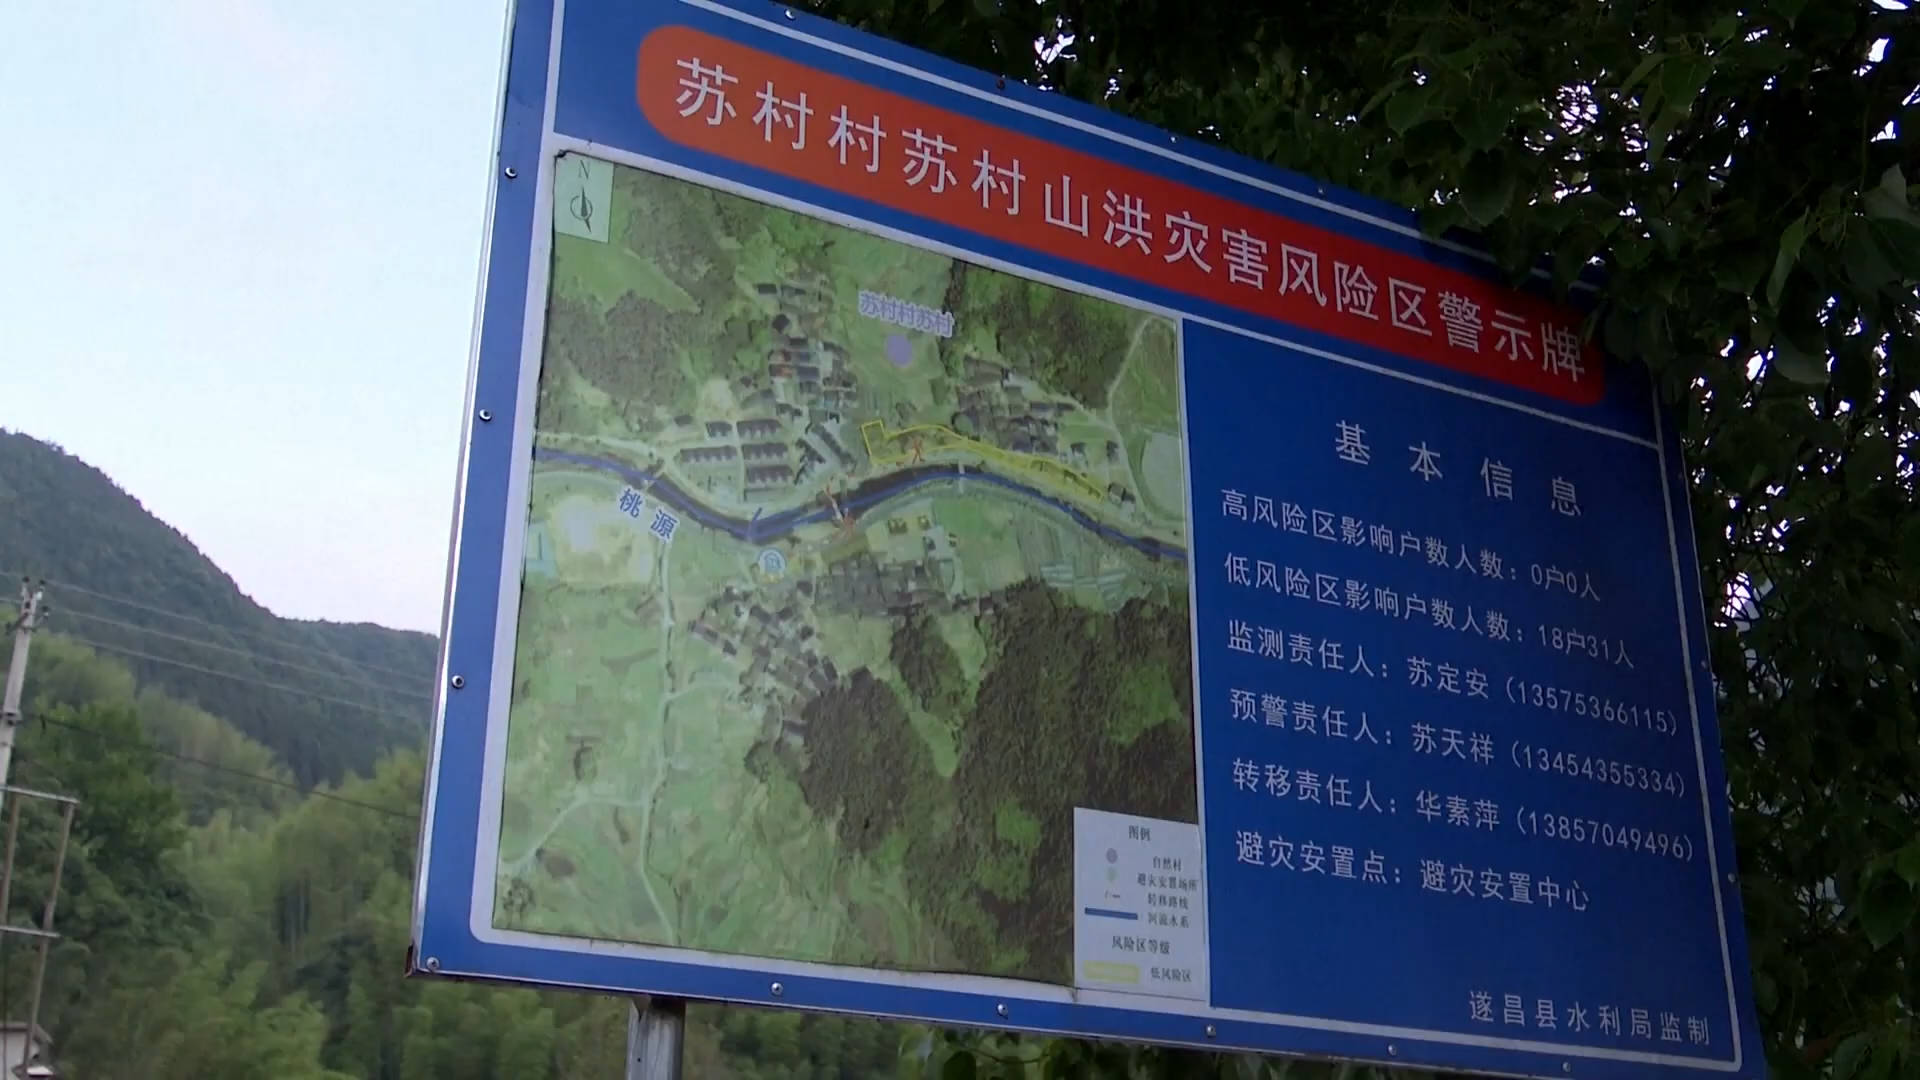 苏村村苏村山洪灾害风险区警示牌
N
苏村村苏村
桃源
图例
自然村
避灾安置场所
转移路线
河流水系
风险区等级
低风险区
基本信息
高风险区影响户数人数：0户0人
低风险区影响户数人数：18户31人
监测责任人：苏定安（13575366115）
预警责任人：苏天祥（13454355334）
转移责任人：华素萍（13857049496）
避灾安置点：避灾安置中心
遂昌县水利局监制